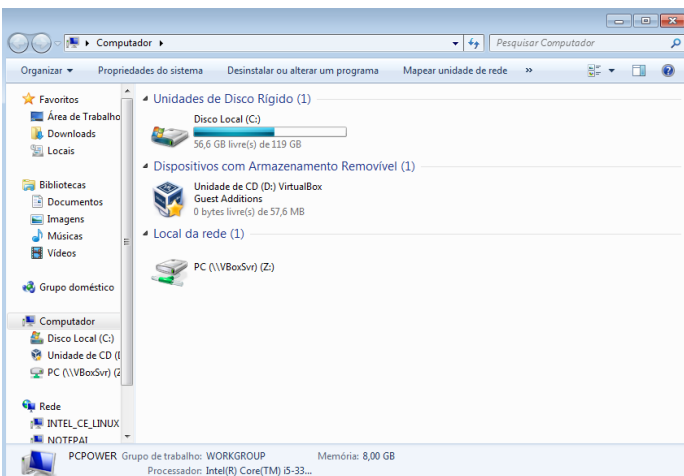 Computador
Pesquisar Computador
Organizar Propriedades do sistema Desinstalar ou alterar um programa Mapear unidade de rede »
Favoritos
Área de Trabalho
Downloads
Locais
Bibliotecas
Documentos
Imagens
Músicas
Vídeos
Grupo doméstico
Computador
Disco Local (C:)
Unidade de CD (D
PC (\\VBoxSvr) (Z
Rede
INTEL_CE_LINUX
NOTEPAI
Unidades de Disco Rígido (1)
Disco Local (C:)
56,6 GB livre(s) de 119 GB
Dispositivos com Armazenamento Removível (1)
Unidade de CD (D:) VirtualBox
Guest Additions
0 bytes livre(s) de 57,6 MB
Local da rede (1)
PC (\\VBoxSvr) (Z:)
PCPOWER Grupo de trabalho: WORKGROUP Memória: 8,00 GB
Processador: Intel(R) Core(TM) i5-33...